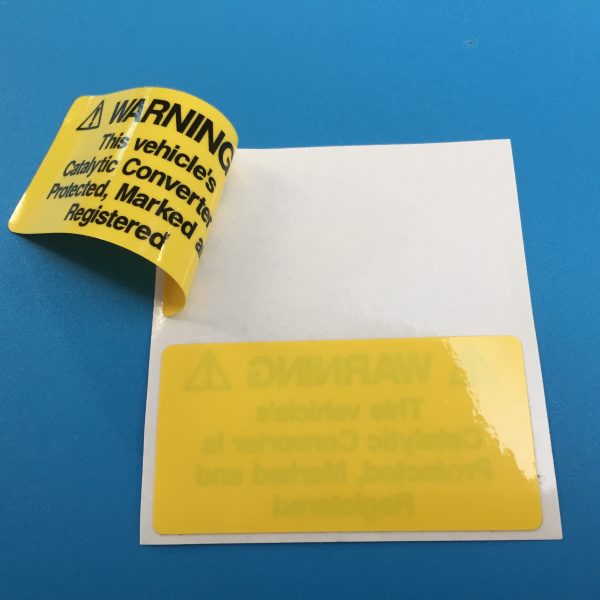 WARNING
This vehicle's
Catalytic Converter
Protected, Marked a
Registered
WARNING
This vehicle's
Catalytic Converter is
Protected, Marked and
Registered